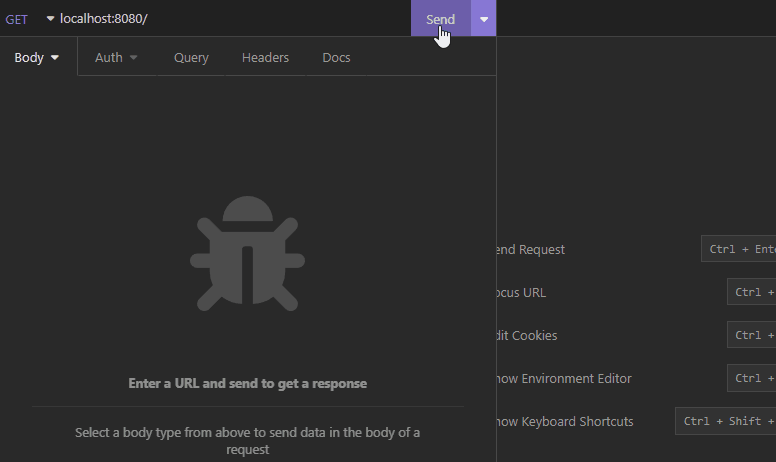 GET localhost:8080/ Send
Body Auth Query Headers Docs
Enter a URL and send to get a response
Select a body type from above to send data in the body of a
request
end Request Ctrl + Ente
ocus URL Ctrl +
dit Cookies Ctrl +
how Environment Editor Ctrl +
how Keyboard Shortcuts Ctrl + Shift +